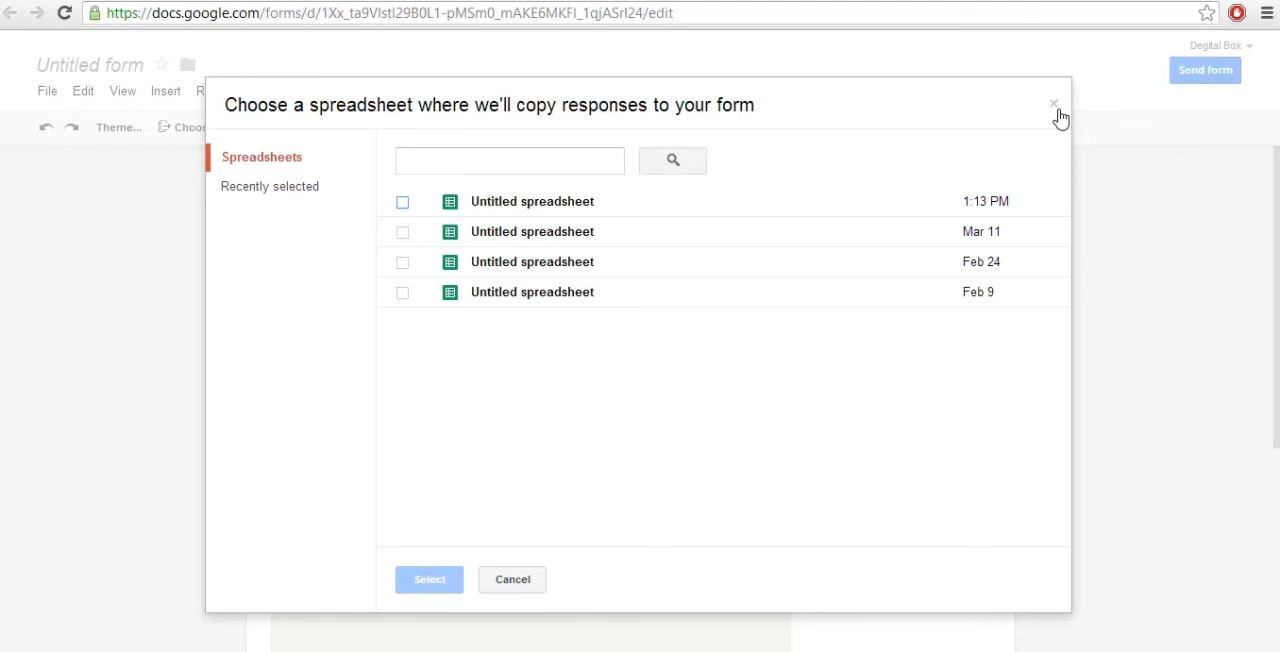 https://docs.google.com/forms/d/1Xx_ta9VIstl29B0L1-pMSm0_mAKE6MKFI_1qjASrI24/edit
Degital Box
Untitled form
Send form
File Edit View Insert R
Theme... Choos
Choose a spreadsheet where we'll copy responses to your form
×
Spreadsheets
Recently selected
Untitled spreadsheet 1:13 PM
Untitled spreadsheet Mar 11
Untitled spreadsheet Feb 24
Untitled spreadsheet Feb 9
Select Cancel